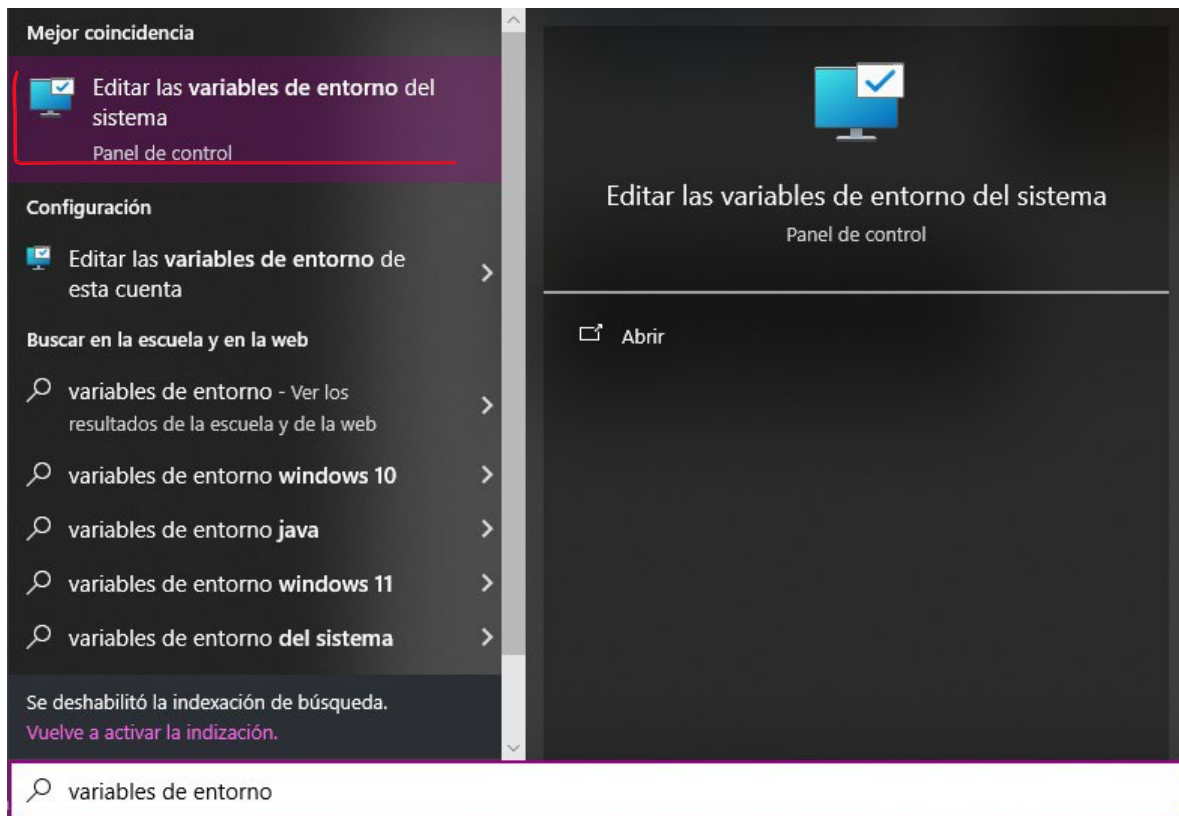 Mejor coincidencia
Editar las variables de entorno del
sistema
Panel de control
Configuración
Editar las variables de entorno de
esta cuenta
Buscar en la escuela y en la web
variables de entorno - Ver los
resultados de la escuela y de la web
variables de entorno windows 10
variables de entorno java
variables de entorno windows 11
variables de entorno del sistema
Se deshabilitó la indexación de búsqueda.
Vuelve a activar la indización.
variables de entorno
Editar las variables de entorno del sistema
Panel de control
Abrir